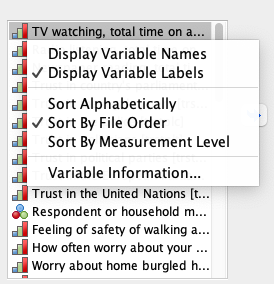 TV watching, total time on a...
Display Variable Names
✓ Display Variable Labels
Sort Alphabetically
✓ Sort By File Order
Sort By Measurement Level
Variable Information...
Trust in the United Nations [t...
Respondent or household m...
Feeling of safety of walking a...
How often worry about your ...
Worry about home burgled h...